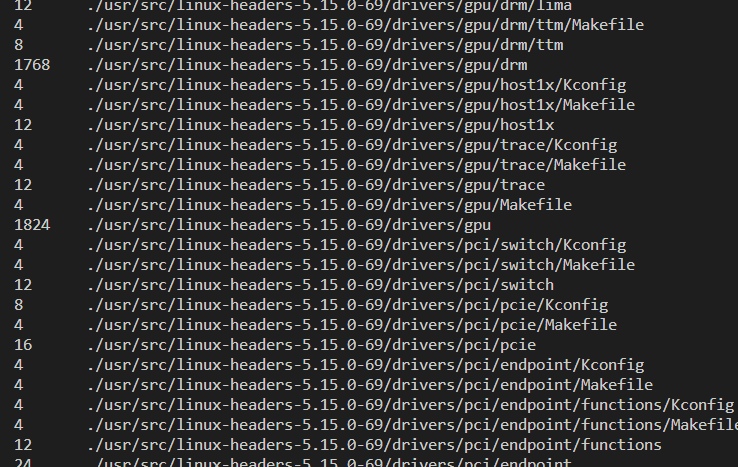 12 ./usr/src/linux-headers-5.15.0-69/drivers/gpu/drm/lima
4 ./usr/src/linux-headers-5.15.0-69/drivers/gpu/drm/ttm/Makefile
8 ./usr/src/linux-headers-5.15.0-69/drivers/gpu/drm/ttm
1768 ./usr/src/linux-headers-5.15.0-69/drivers/gpu/drm
4 ./usr/src/linux-headers-5.15.0-69/drivers/gpu/host1x/Kconfig
4 ./usr/src/linux-headers-5.15.0-69/drivers/gpu/host1x/Makefile
12 ./usr/src/linux-headers-5.15.0-69/drivers/gpu/host1x
4 ./usr/src/linux-headers-5.15.0-69/drivers/gpu/trace/Kconfig
4 ./usr/src/linux-headers-5.15.0-69/drivers/gpu/trace/Makefile
12 ./usr/src/linux-headers-5.15.0-69/drivers/gpu/trace
4 ./usr/src/linux-headers-5.15.0-69/drivers/gpu/Makefile
1824 ./usr/src/linux-headers-5.15.0-69/drivers/gpu
4 ./usr/src/linux-headers-5.15.0-69/drivers/pci/switch/Kconfig
4 ./usr/src/linux-headers-5.15.0-69/drivers/pci/switch/Makefile
12 ./usr/src/linux-headers-5.15.0-69/drivers/pci/switch
8 ./usr/src/linux-headers-5.15.0-69/drivers/pci/pcie/Kconfig
4 ./usr/src/linux-headers-5.15.0-69/drivers/pci/pcie/Makefile
16 ./usr/src/linux-headers-5.15.0-69/drivers/pci/pcie
4 ./usr/src/linux-headers-5.15.0-69/drivers/pci/endpoint/Kconfig
4 ./usr/src/linux-headers-5.15.0-69/drivers/pci/endpoint/Makefile
4 ./usr/src/linux-headers-5.15.0-69/drivers/pci/endpoint/functions/Kconfig
4 ./usr/src/linux-headers-5.15.0-69/drivers/pci/endpoint/functions/Makefile
12 ./usr/src/linux-headers-5.15.0-69/drivers/pci/endpoint/functions
24 ./usr/src/linux-headers-5.15.0-69/drivers/pci/endpoint